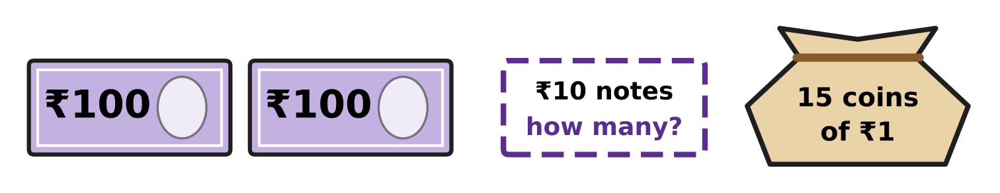 ₹100
₹100
₹10 notes
how many?
15 coins
of ₹1